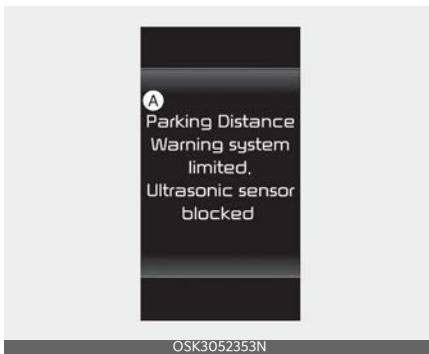 A
Parking Distance
Warning system
limited.
Ultrasonic sensor
blocked
OSK3052353N